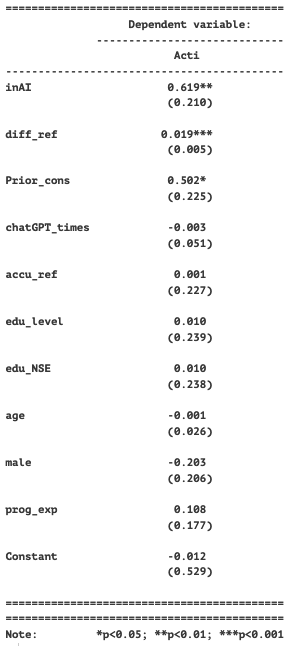 ============================================
Dependent variable:
-----------------------------
Acti
--------------------------------------------
inAI 0.619**
(0.210)
diff_ref 0.019***
(0.005)
Prior_cons 0.502*
(0.225)
chatGPT_times -0.003
(0.051)
accu_ref 0.001
(0.227)
edu_level 0.010
(0.239)
edu_NSE 0.010
(0.238)
age -0.001
(0.026)
male -0.203
(0.206)
prog_exp 0.108
(0.177)
Constant -0.012
(0.529)
============================================
============================================
Note: *p<0.05; **p<0.01; ***p<0.001